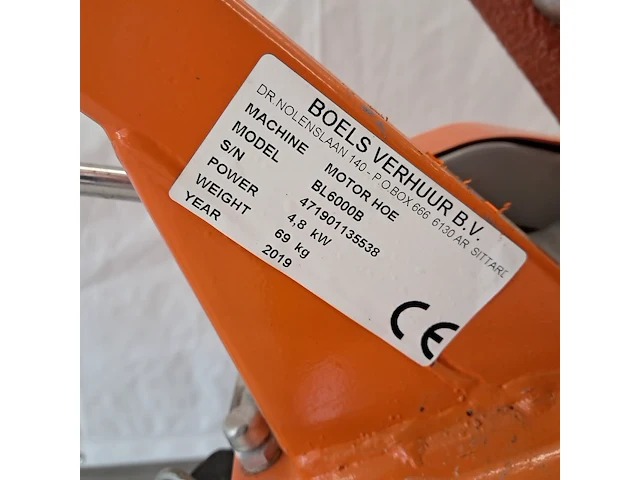 BOELS VERHUUR B.V.
DR.NOLENSLAAN 140 - P.O.BOX 666 6130 AR SITTARD
MACHINE MOTOR HOE
MODEL BL6000B
S/N 471901135538
POWER 4,8 kW
WEIGHT 69 kg
YEAR 2019
CE